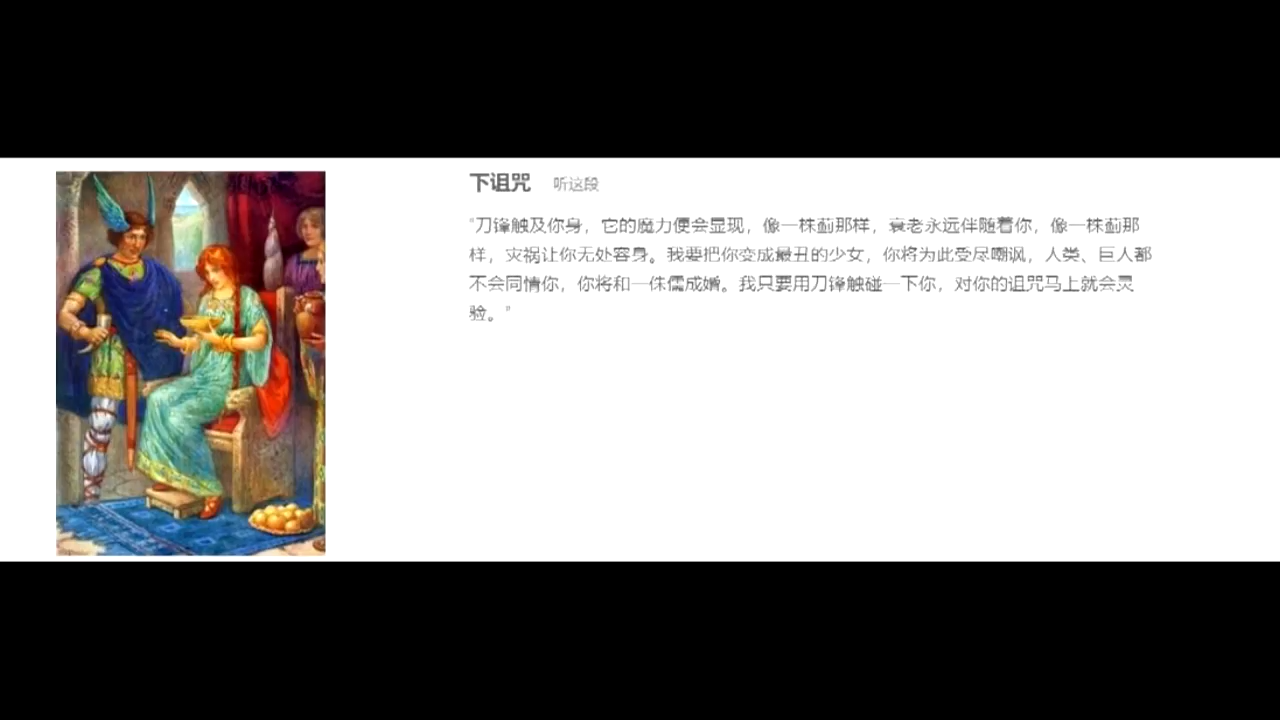 下诅咒 听这段
“刀锋触及你身，它的魔力便会显现，像一株蓟那样，衰老永远伴随着你，像一株蓟那
样，灾祸让你无处容身。我要把你变成最丑的少女，你将为此受尽嘲讽，人类、巨人都
不会同情你，你将和一侏儒成婚。我只要用刀锋触碰一下你，对你的诅咒马上就会灵
验。”